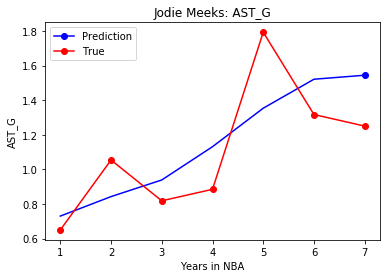 Jodie Meeks: AST_G
Prediction
True
AST_G
1.8
1.6
1.4
1.2
1.0
0.8
0.6
1 2 3 4 5 6 7
Years in NBA